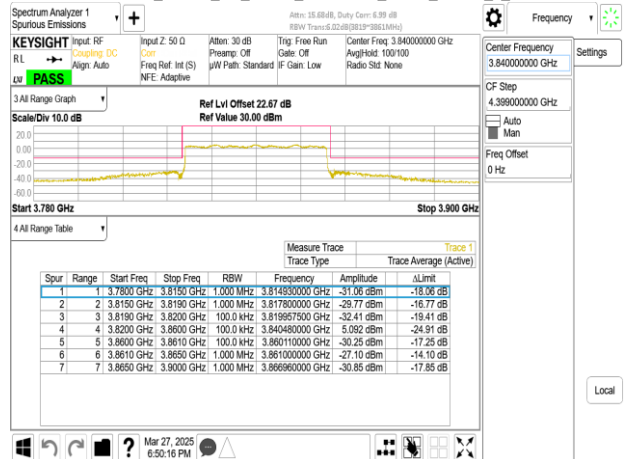 Spectrum Analyzer 1
Spurious Emissions
Attn: 15.68dB, Duty Corr: 6.99 dB
RBW Trans:6.02dB(3819~3861MHz)
Frequency
KEYSIGHT
Input: RF
Coupling: DC
Align: Auto
RL
LXI
PASS
Input Z: 50 Ω
Corr
Freq Ref: Int (S)
NFE: Adaptive
Atten: 30 dB
Preamp: Off
µW Path: Standard
Trig: Free Run
Gate: Off
IF Gain: Low
Center Freq: 3.840000000 GHz
Avg|Hold: 100/100
Radio Std: None
Center Frequency
3.840000000 GHz
Settings
CF Step
4.399000000 GHz
Auto
Man
Freq Offset
0 Hz
Local
3 All Range Graph
Scale/Div 10.0 dB
Ref Lvl Offset 22.67 dB
Ref Value 30.00 dBm
20.0
0.00
-20.0
-40.0
-60.0
Start 3.780 GHz
Stop 3.900 GHz
4 All Range Table
Measure Trace Trace 1
Trace Type Trace Average (Active)
Spur Range Start Freq Stop Freq RBW Frequency Amplitude ΔLimit
1 1 3.7800 GHz 3.8150 GHz 1.000 MHz 3.814930000 GHz -31.06 dBm -18.06 dB
2 2 3.8150 GHz 3.8190 GHz 1.000 MHz 3.817800000 GHz -29.77 dBm -16.77 dB
3 3 3.8190 GHz 3.8200 GHz 100.0 kHz 3.819957500 GHz -32.41 dBm -19.41 dB
4 4 3.8200 GHz 3.8600 GHz 100.0 kHz 3.840480000 GHz 5.092 dBm -24.91 dB
5 5 3.8600 GHz 3.8610 GHz 100.0 kHz 3.860110000 GHz -30.25 dBm -17.25 dB
6 6 3.8610 GHz 3.8650 GHz 1.000 MHz 3.861000000 GHz -27.10 dBm -14.10 dB
7 7 3.8650 GHz 3.9000 GHz 1.000 MHz 3.866960000 GHz -30.85 dBm -17.85 dB
Mar 27, 2025
6:50:16 PM